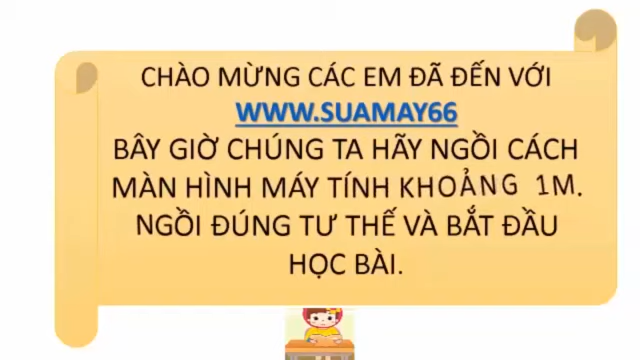 CHÀO MỪNG CÁC EM ĐÃ ĐẾN VỚI
WWW.SUAMAY66
BÂY GIỜ CHÚNG TA HÃY NGỒI CÁCH
MÀN HÌNH MÁY TÍNH KHOẢNG 1M.
NGỒI ĐÚNG TƯ THẾ VÀ BẮT ĐẦU
HỌC BÀI.